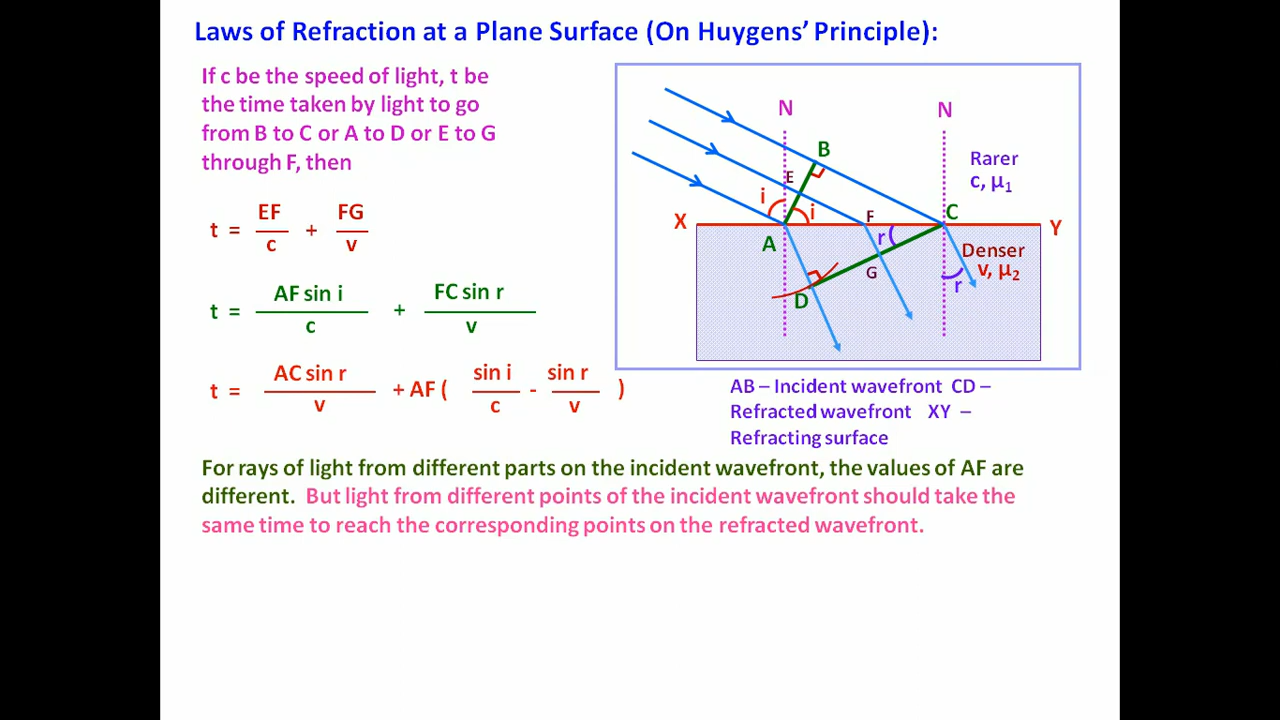 Laws of Refraction at a Plane Surface (On Huygens’ Principle):
If c be the speed of light, t be
the time taken by light to go
from B to C or A to D or E to G
through F, then
t = EF/c + FG/v
t = AF sin i/c + FC sin r/v
t = AC sin r/v + AF ( sin i/c - sin r/v )
N
N
B
E
Rarer
c, µ1
i
i
F
C
X
Y
A
r
Denser
v, µ2
G
r
D
AB – Incident wavefront CD –
Refracted wavefront XY –
Refracting surface
For rays of light from different parts on the incident wavefront, the values of AF are
different. But light from different points of the incident wavefront should take the
same time to reach the corresponding points on the refracted wavefront.